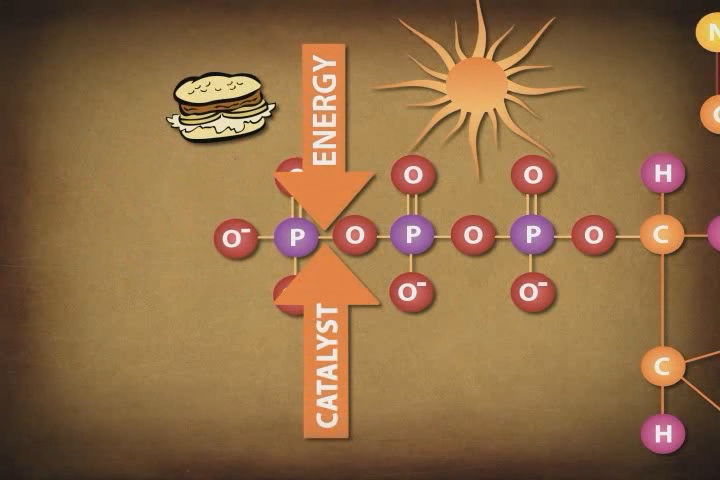 N
ENERGY
O O H
O⁻ P O P O P O C
O⁻ O⁻
CATALYST
C
H